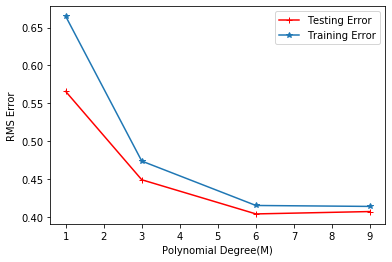 Testing Error
Training Error
RMS Error
0.65
0.60
0.55
0.50
0.45
0.40
1 2 3 4 5 6 7 8 9
Polynomial Degree(M)